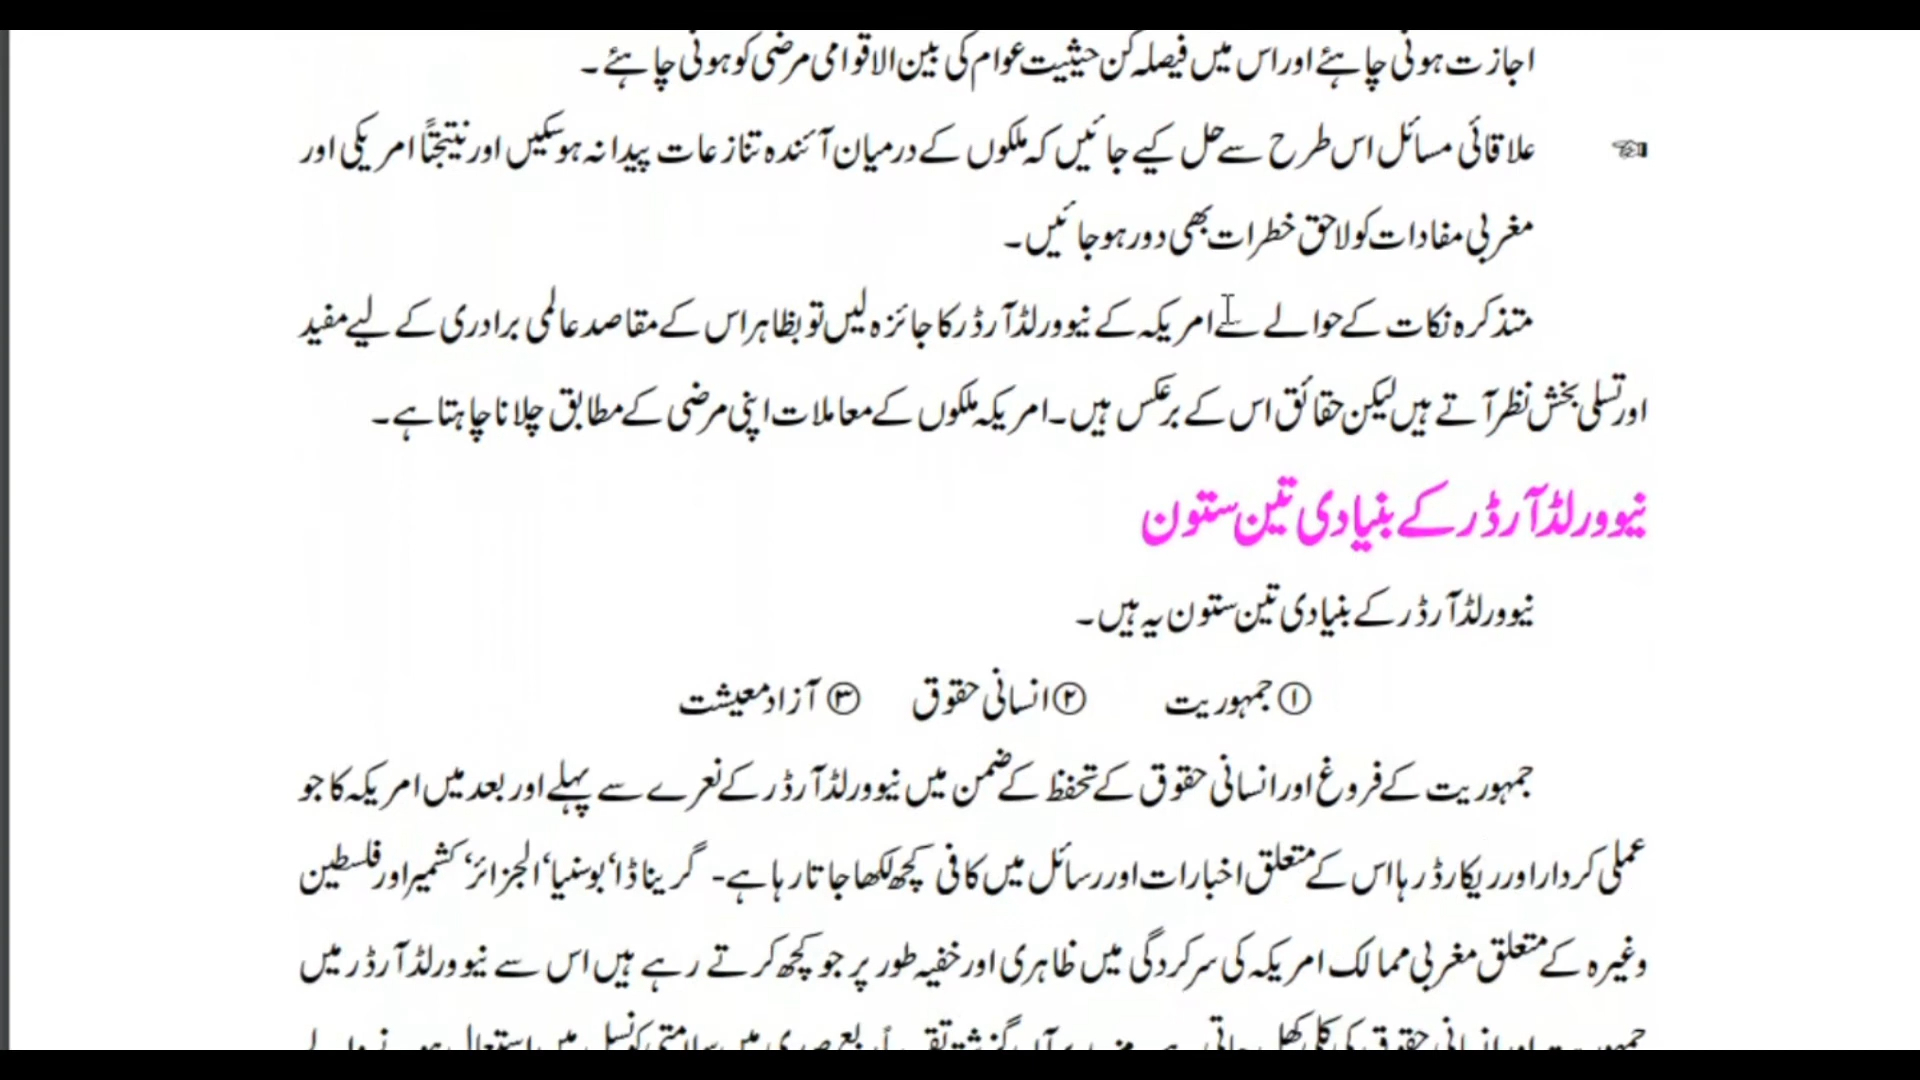 اجازت ہونی چاہئے اور اس میں فیصلہ کن حیثیت عوام کی بین الاقوامی مرضی کو ہونی چاہئے۔
علاقائی مسائل اس طرح سے حل کیے جائیں کہ ملکوں کے درمیان آئندہ تنازعات پیدا نہ ہوسکیں اور نتیجتاً امریکی اور
مغربی مفادات کو لاحق خطرات بھی دور ہوجائیں۔
متذکرہ نکات کے حوالے سے امریکہ کے نیو ورلڈ آرڈر کا جائزہ لیں تو بظاہر اس کے مقاصد عالمی برادری کے لیے مفید
اور تسلی بخش نظر آتے ہیں لیکن حقائق اس کے برعکس ہیں۔ امریکہ ملکوں کے معاملات اپنی مرضی کے مطابق چلانا چاہتا ہے۔
نیو ورلڈ آرڈر کے بنیادی تین ستون
نیو ورلڈ آرڈر کے بنیادی تین ستون یہ ہیں۔
① جمہوریت ② انسانی حقوق ③ آزاد معیشت
جمہوریت کے فروغ اور انسانی حقوق کے تحفظ کے ضمن میں نیو ورلڈ آرڈر کے نعرے سے پہلے اور بعد میں امریکہ کا جو
عملی کردار اور ریکارڈ رہا اس کے متعلق اخبارات اور رسائل میں کافی کچھ لکھا جاتا رہا ہے۔ گریناڈا، بوسنیا، الجزائر، کشمیر اور فلسطین
وغیرہ کے متعلق مغربی ممالک امریکہ کی سرکردگی میں ظاہری اور خفیہ طور پر جو کچھ کرتے رہے ہیں اس سے نیو ورلڈ آرڈر میں